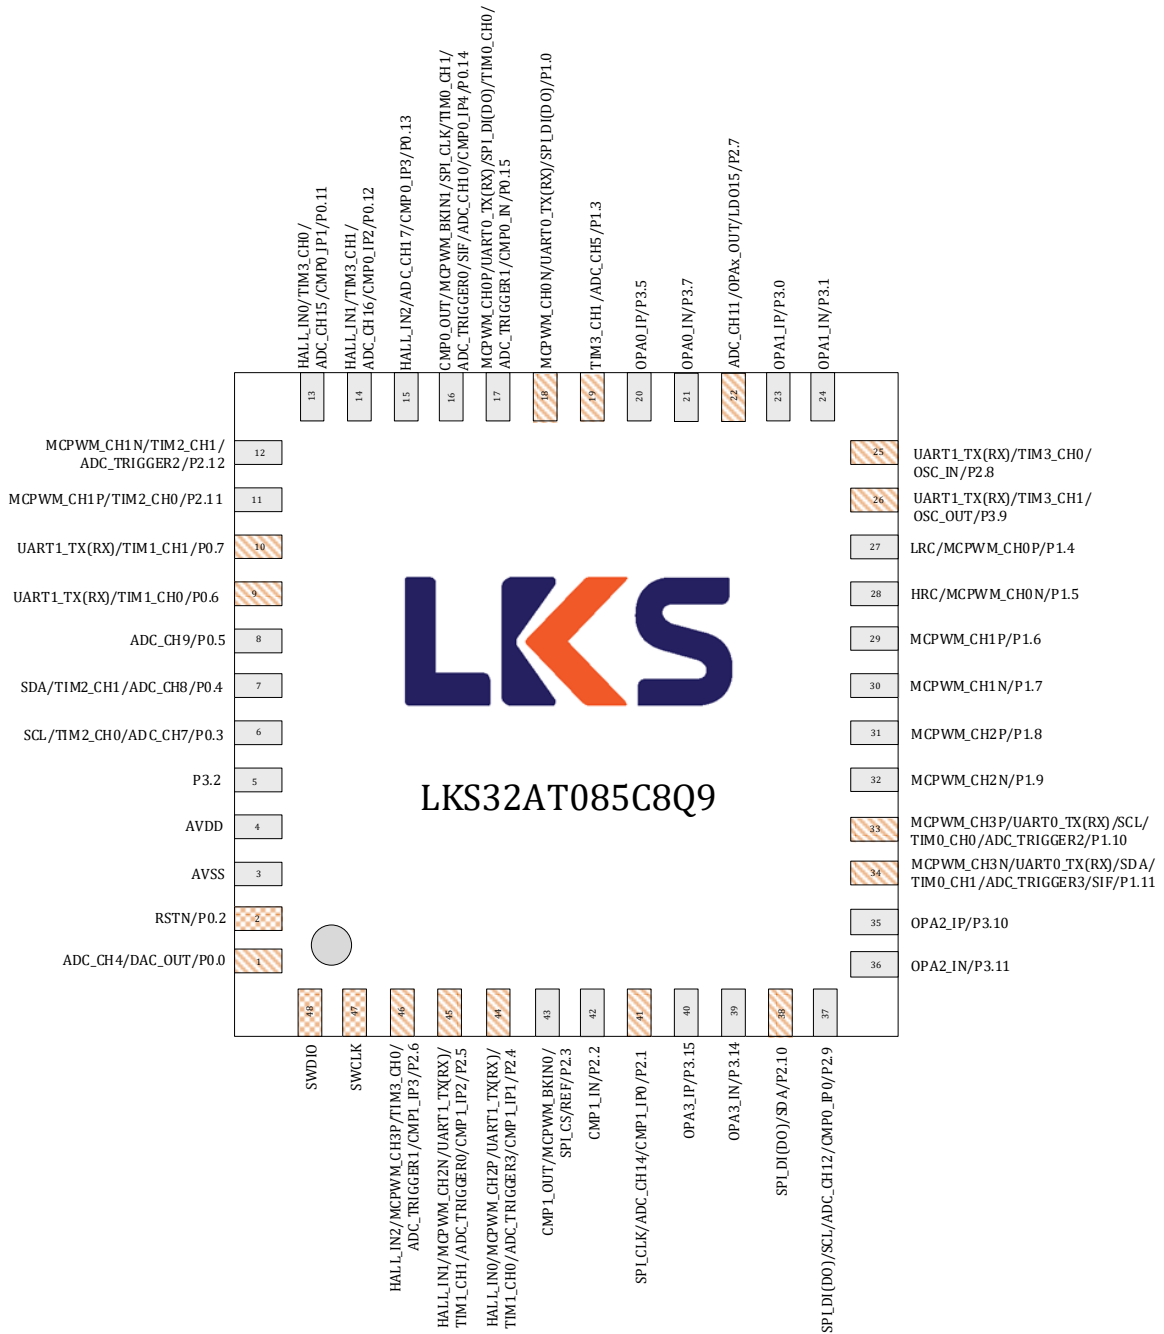 HALL_IN0/TIM3_CH0/
ADC_CH15/CMP0_IP1/P0.11
HALL_IN1/TIM3_CH1/
ADC_CH16/CMP0_IP2/P0.12
HALL_IN2/ADC_CH17/CMP0_IP3/P0.13
CMP0_OUT/MCPWM_BKIN1/SPI_CLK/TIM0_CH1/
ADC_TRIGGER0/SIF/ADC_CH10/CMP0_IP4/P0.14
MCPWM_CH0P/UART0_TX(RX)/SPI_DI(DO)/TIM0_CH0/
ADC_TRIGGER1/CMP0_IN/P0.15
MCPWM_CH0N/UART0_TX(RX)/SPI_DI(DO)/P1.0
TIM3_CH1/ADC_CH5/P1.3
OPA0_IP/P3.5
OPA0_IN/P3.7
ADC_CH11/OPAx_OUT/LDO15/P2.7
OPA1_IP/P3.0
OPA1_IN/P3.1
13
14
15
16
17
18
19
20
21
22
23
24
MCPWM_CH1N/TIM2_CH1/
ADC_TRIGGER2/P2.12
12
MCPWM_CH1P/TIM2_CH0/P2.11
11
UART1_TX(RX)/TIM1_CH1/P0.7
10
UART1_TX(RX)/TIM1_CH0/P0.6
9
ADC_CH9/P0.5
8
SDA/TIM2_CH1/ADC_CH8/P0.4
7
SCL/TIM2_CH0/ADC_CH7/P0.3
6
P3.2
5
AVDD
4
AVSS
3
RSTN/P0.2
2
ADC_CH4/DAC_OUT/P0.0
1
LKS
LKS32AT085C8Q9
25
UART1_TX(RX)/TIM3_CH0/
OSC_IN/P2.8
26
UART1_TX(RX)/TIM3_CH1/
OSC_OUT/P3.9
27
LRC/MCPWM_CH0P/P1.4
28
HRC/MCPWM_CH0N/P1.5
29
MCPWM_CH1P/P1.6
30
MCPWM_CH1N/P1.7
31
MCPWM_CH2P/P1.8
32
MCPWM_CH2N/P1.9
33
MCPWM_CH3P/UART0_TX(RX)/SCL/
TIM0_CH0/ADC_TRIGGER2/P1.10
34
MCPWM_CH3N/UART0_TX(RX)/SDA/
TIM0_CH1/ADC_TRIGGER3/SIF/P1.11
35
OPA2_IP/P3.10
36
OPA2_IN/P3.11
48
47
46
45
44
43
42
41
40
39
38
37
SWDIO
SWCLK
HALL_IN2/MCPWM_CH3P/TIM3_CH0/
ADC_TRIGGER1/CMP1_IP3/P2.6
HALL_IN1/MCPWM_CH2N/UART1_TX(RX)/
TIM1_CH1/ADC_TRIGGER0/CMP1_IP2/P2.5
HALL_IN0/MCPWM_CH2P/UART1_TX(RX)/
TIM1_CH0/ADC_TRIGGER3/CMP1_IP1/P2.4
CMP1_OUT/MCPWM_BKIN0/
SPI_CS/REF/P2.3
CMP1_IN/P2.2
SPI_CLK/ADC_CH14/CMP1_IP0/P2.1
OPA3_IP/P3.15
OPA3_IN/P3.14
SPI_DI(DO)/SDA/P2.10
SPI_DI(DO)/SCL/ADC_CH12/CMP0_IP0/P2.9